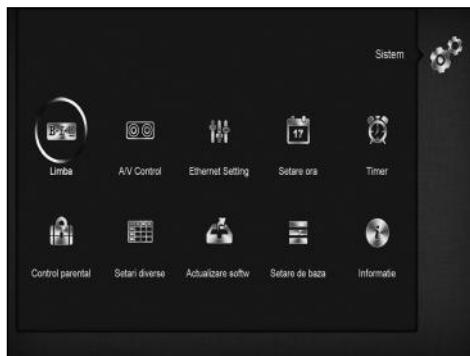 Sistem
17
Limba A/V Control Ethernet Setting Setare ora Timer
Control parental Setari diverse Actualizare softw Setare de baza Informatie